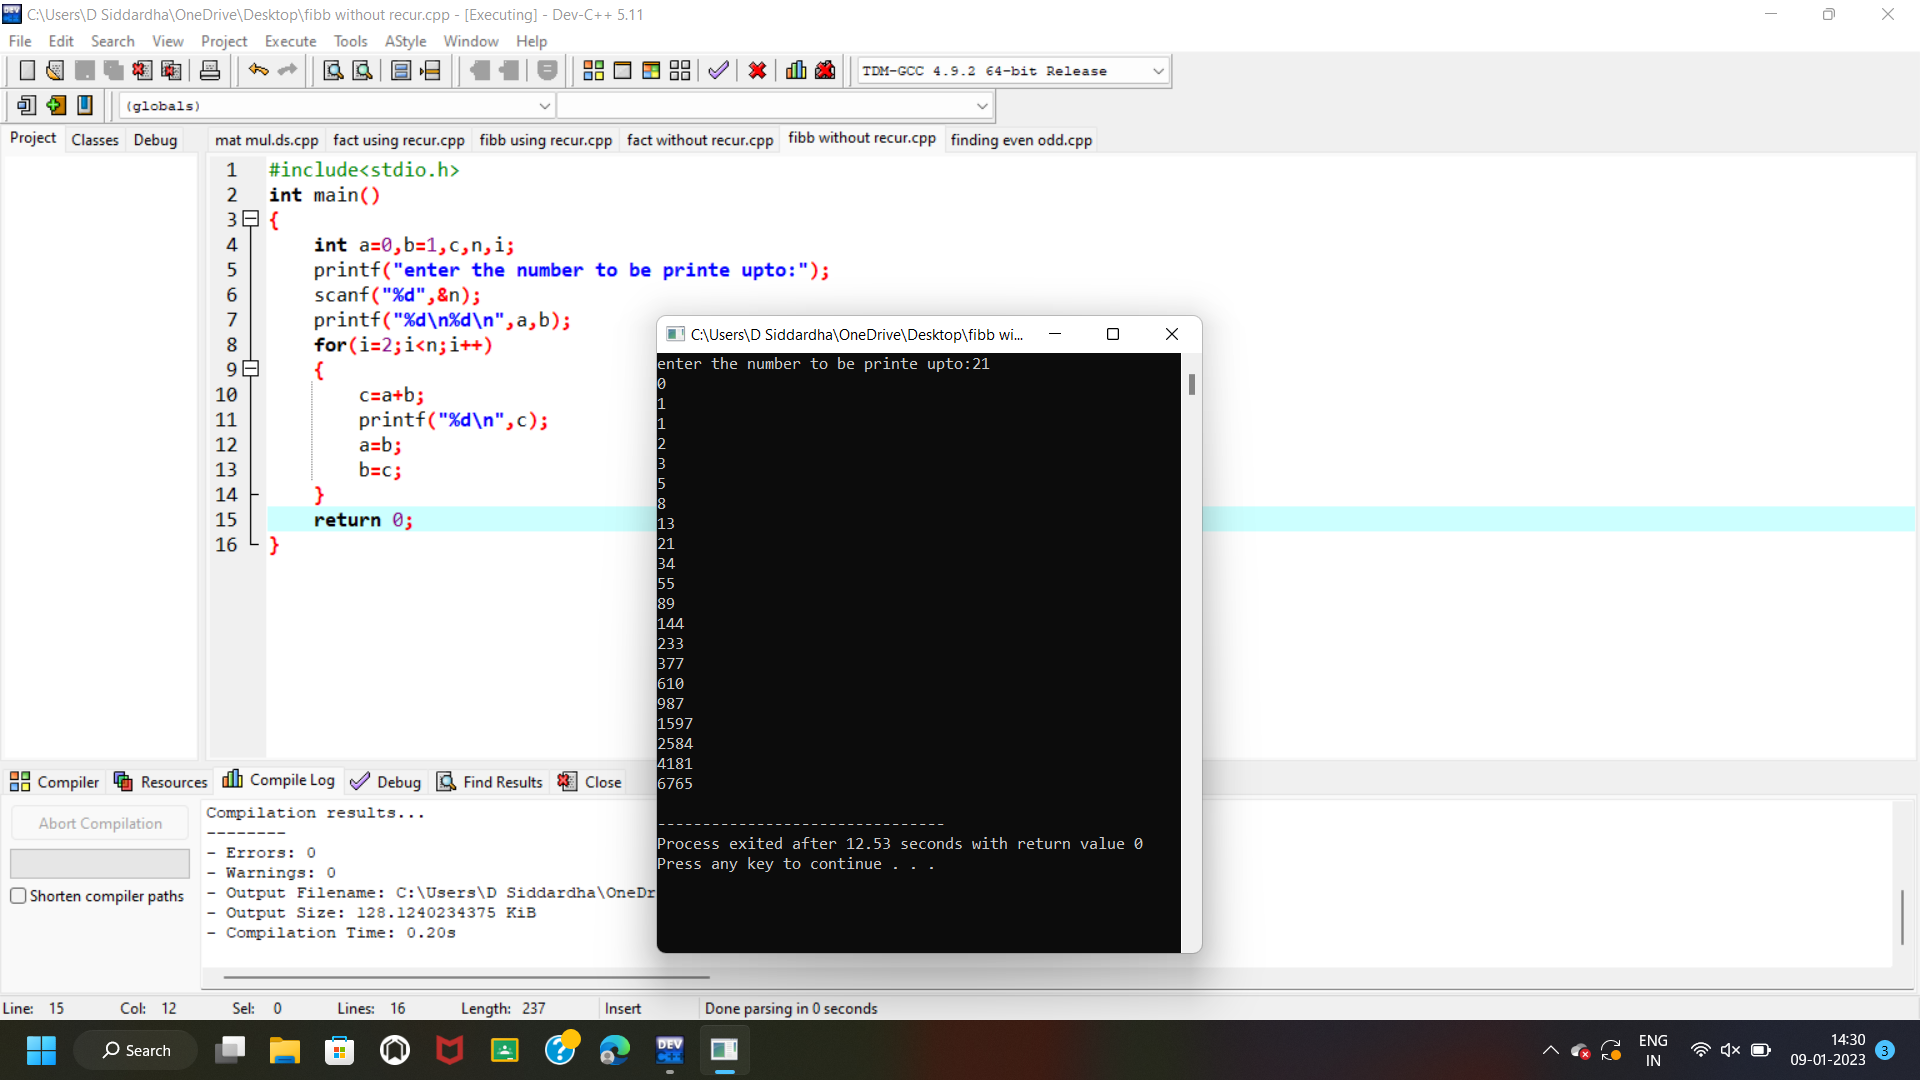 C:\Users\D Siddardha\OneDrive\Desktop\fibb without recur.cpp - [Executing] - Dev-C++ 5.11
File Edit Search View Project Execute Tools AStyle Window Help
TDM-GCC 4.9.2 64-bit Release
(globals)
Project Classes Debug
mat mul.ds.cpp fact using recur.cpp fibb using recur.cpp fact without recur.cpp fibb without recur.cpp finding even odd.cpp
1 #include<stdio.h>
2 int main()
3 {
4 int a=0,b=1,c,n,i;
5 printf("enter the number to be printe upto:");
6 scanf("%d",&n);
7 printf("%d\n%d\n",a,b);
8 for(i=2;i<n;i++)
9 {
10 c=a+b;
11 printf("%d\n",c);
12 a=b;
13 b=c;
14 }
15 return 0;
16 }
C:\Users\D Siddardha\OneDrive\Desktop\fibb wi...
enter the number to be printe upto:21
0
1
1
2
3
5
8
13
21
34
55
89
144
233
377
610
987
1597
2584
4181
6765
--------------------------------
Process exited after 12.53 seconds with return value 0
Press any key to continue . . .
Compiler Resources Compile Log Debug Find Results Close
Abort Compilation
Shorten compiler paths
Compilation results...
--------
- Errors: 0
- Warnings: 0
- Output Filename: C:\Users\D Siddardha\OneDr
- Output Size: 128.1240234375 KiB
- Compilation Time: 0.20s
Line: 15 Col: 12 Sel: 0 Lines: 16 Length: 237 Insert Done parsing in 0 seconds
Search
DEV C++
ENG
IN
14:30
09-01-2023
3